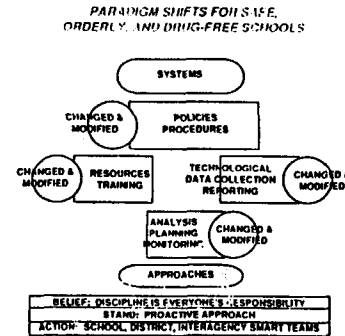 PARADIGM SHIFTS FOR SAFE,
ORDERLY, AND DRUG-FREE SCHOOLS
SYSTEMS
CHANGED &
MODIFIED
POLICIES
PROCEDURES
CHANGED &
MODIFIED
RESOURCES
TRAINING
TECHNOLOGICAL
DATA COLLECTION
REPORTING
CHANGED &
MODIFIED
ANALYSIS
PLANNING
MONITORING
CHANGED &
MODIFIED
APPROACHES
BELIEF: DISCIPLINE IS EVERYONE'S RESPONSIBILITY
STAND: PROACTIVE APPROACH
ACTION: SCHOOL, DISTRICT, INTERAGENCY SMART TEAMS